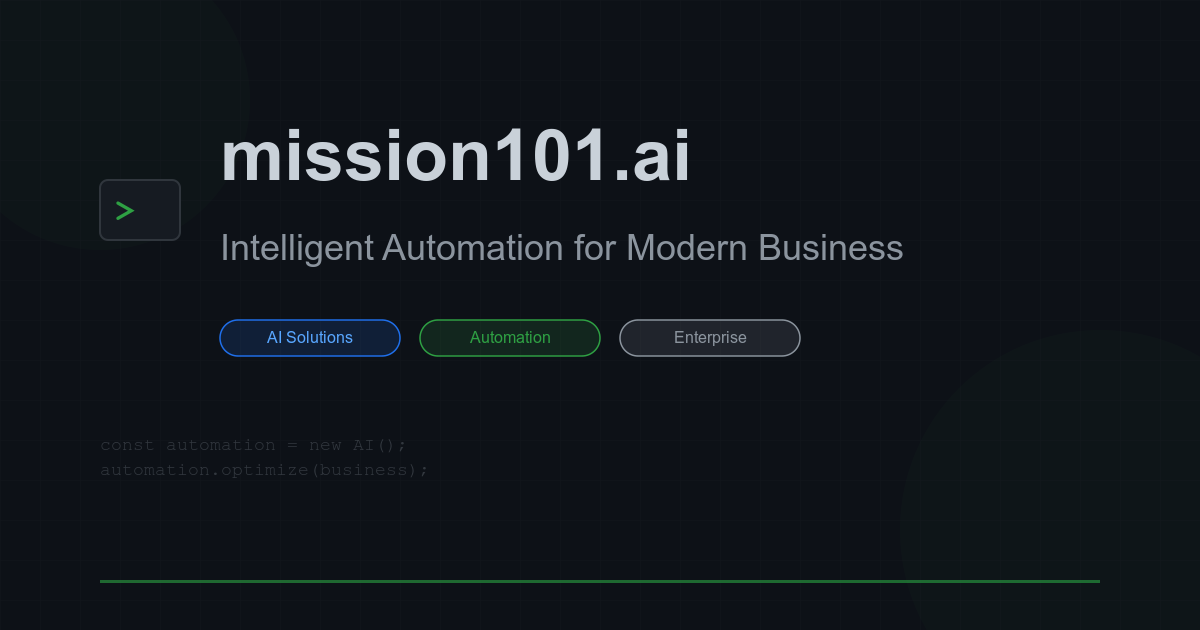 mission101.ai
>
Intelligent Automation for Modern Business
AI Solutions
Automation
Enterprise
const automation = new AI();
automation.optimize(business);